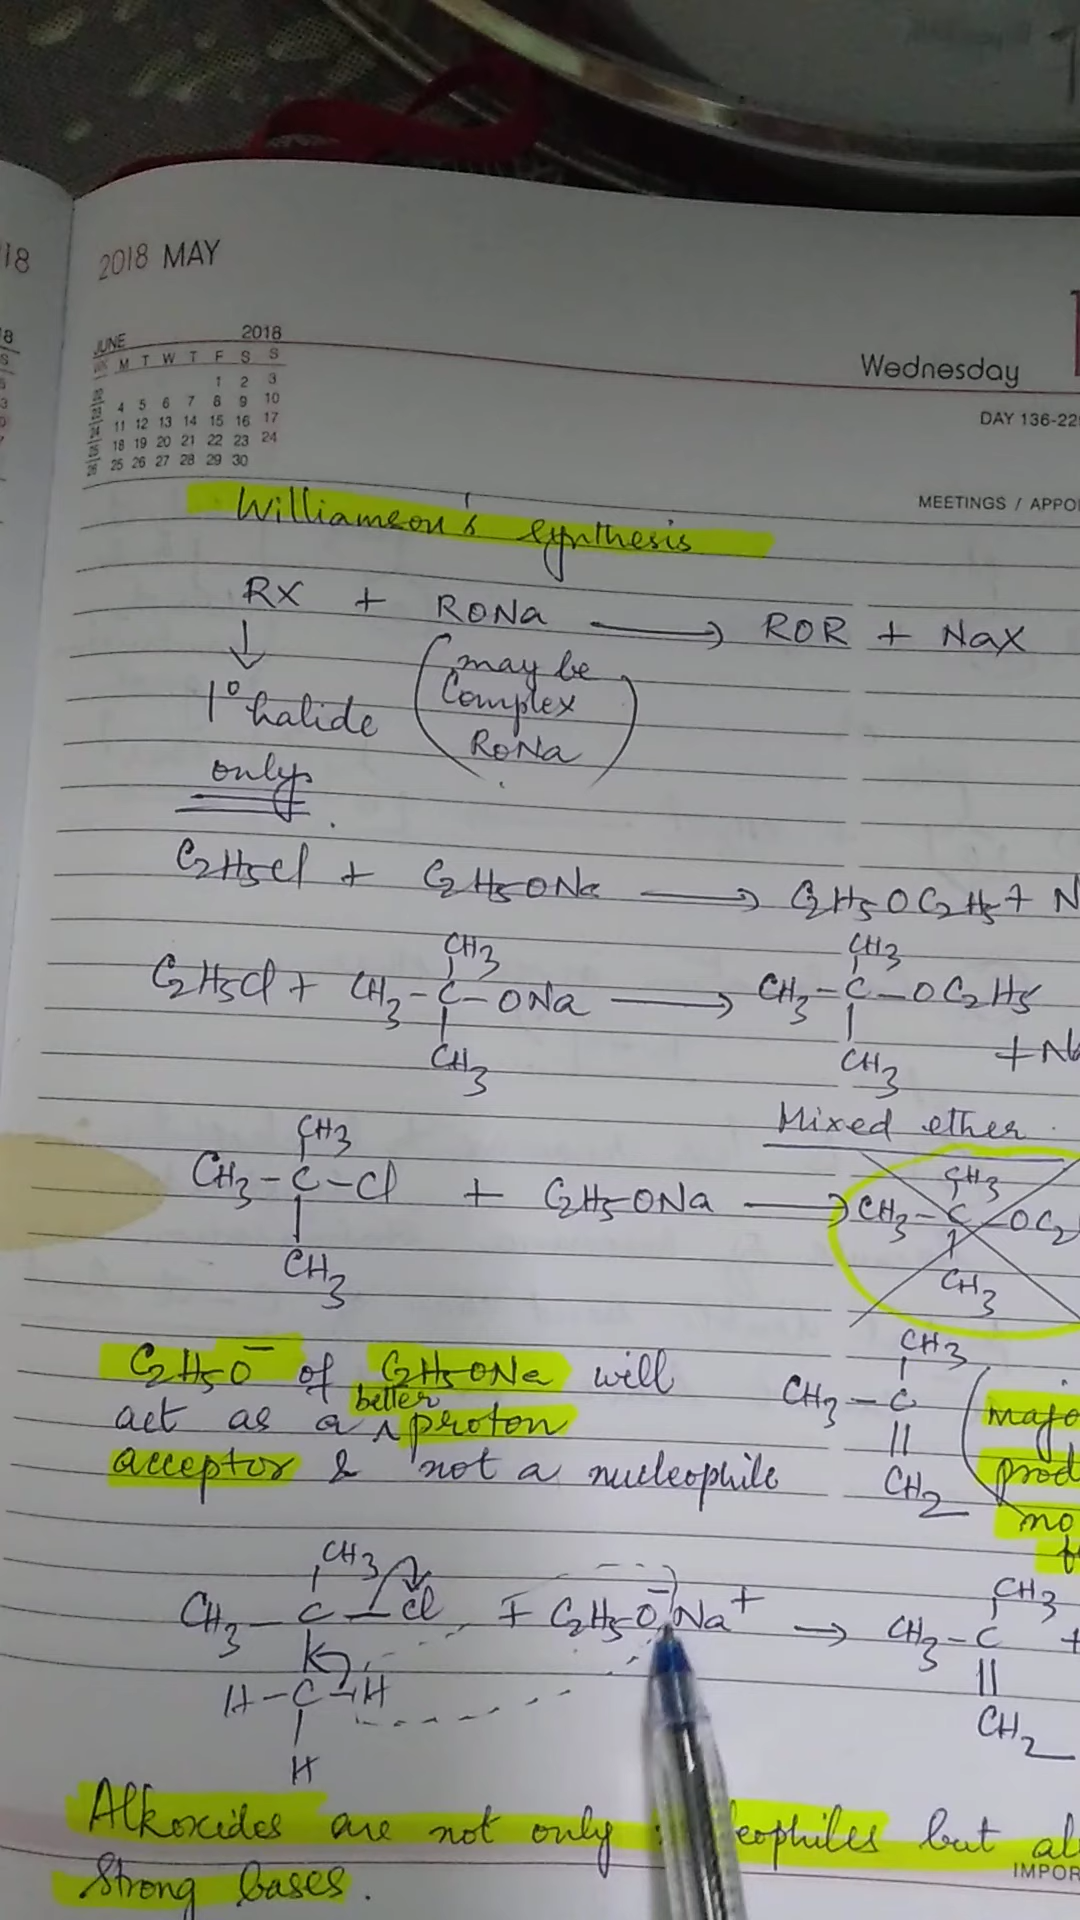 18
2018 MAY
JUNE 2018
M T W T F S S
1 2 3
4 5 6 7 8 9 10
11 12 13 14 15 16 17
18 19 20 21 22 23 24
25 26 27 28 29 30
Wednesday
DAY 136-22
MEETINGS / APPO
Williamson's synthesis
RX + RONa ⟶ ROR + NaX
↓
1° halide
only
(may be
Complex
RONa)
C2H5Cl + C2H5ONa ⟶ C2H5OC2H5 + N
CH3 CH3
C2H5Cl + CH3-C-ONa ⟶ CH3-C-OC2H5
CH3 CH3
+ Na
Mixed ether
CH3 CH3
CH3-C-Cl + C2H5ONa ⟶ CH3-C-OC2
CH3 CH3
C2H5O⁻ of C2H5ONa will
act as a better proton
acceptor & not a nucleophile
CH3
CH3-C
||
CH2
(majo
prod
no
CH3 CH3
CH3-C-Cl + C2H5O⁻Na⁺ ⟶ CH3-C +
H-C-H ||
H CH2
Alkoxides are not only eophiles but al
strong bases.
IMPOR